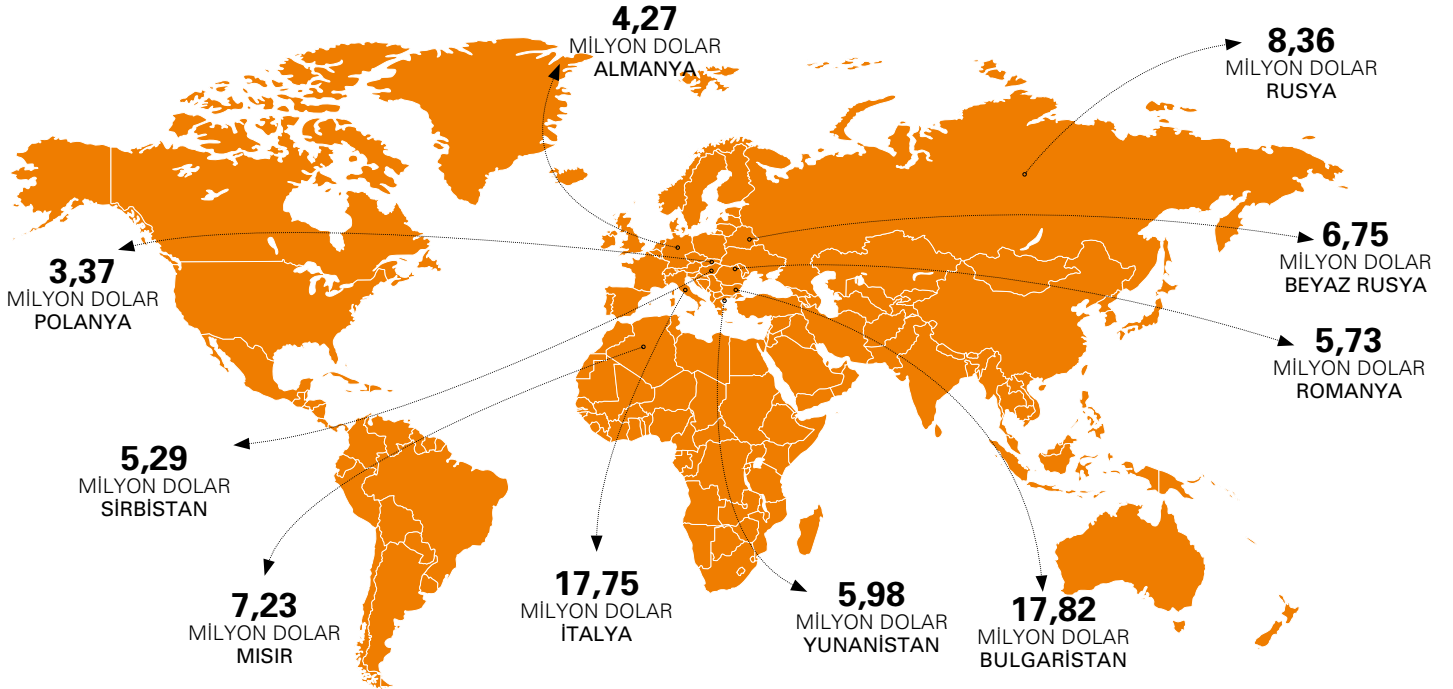 4,27
MİLYON DOLAR
ALMANYA
8,36
MİLYON DOLAR
RUSYA
3,37
MİLYON DOLAR
POLANYA
6,75
MİLYON DOLAR
BEYAZ RUSYA
5,73
MİLYON DOLAR
ROMANYA
5,29
MİLYON DOLAR
SİRBİSTAN
7,23
MİLYON DOLAR
MISIR
17,75
MİLYON DOLAR
İTALYA
5,98
MİLYON DOLAR
YUNANİSTAN
17,82
MİLYON DOLAR
BULGARİSTAN